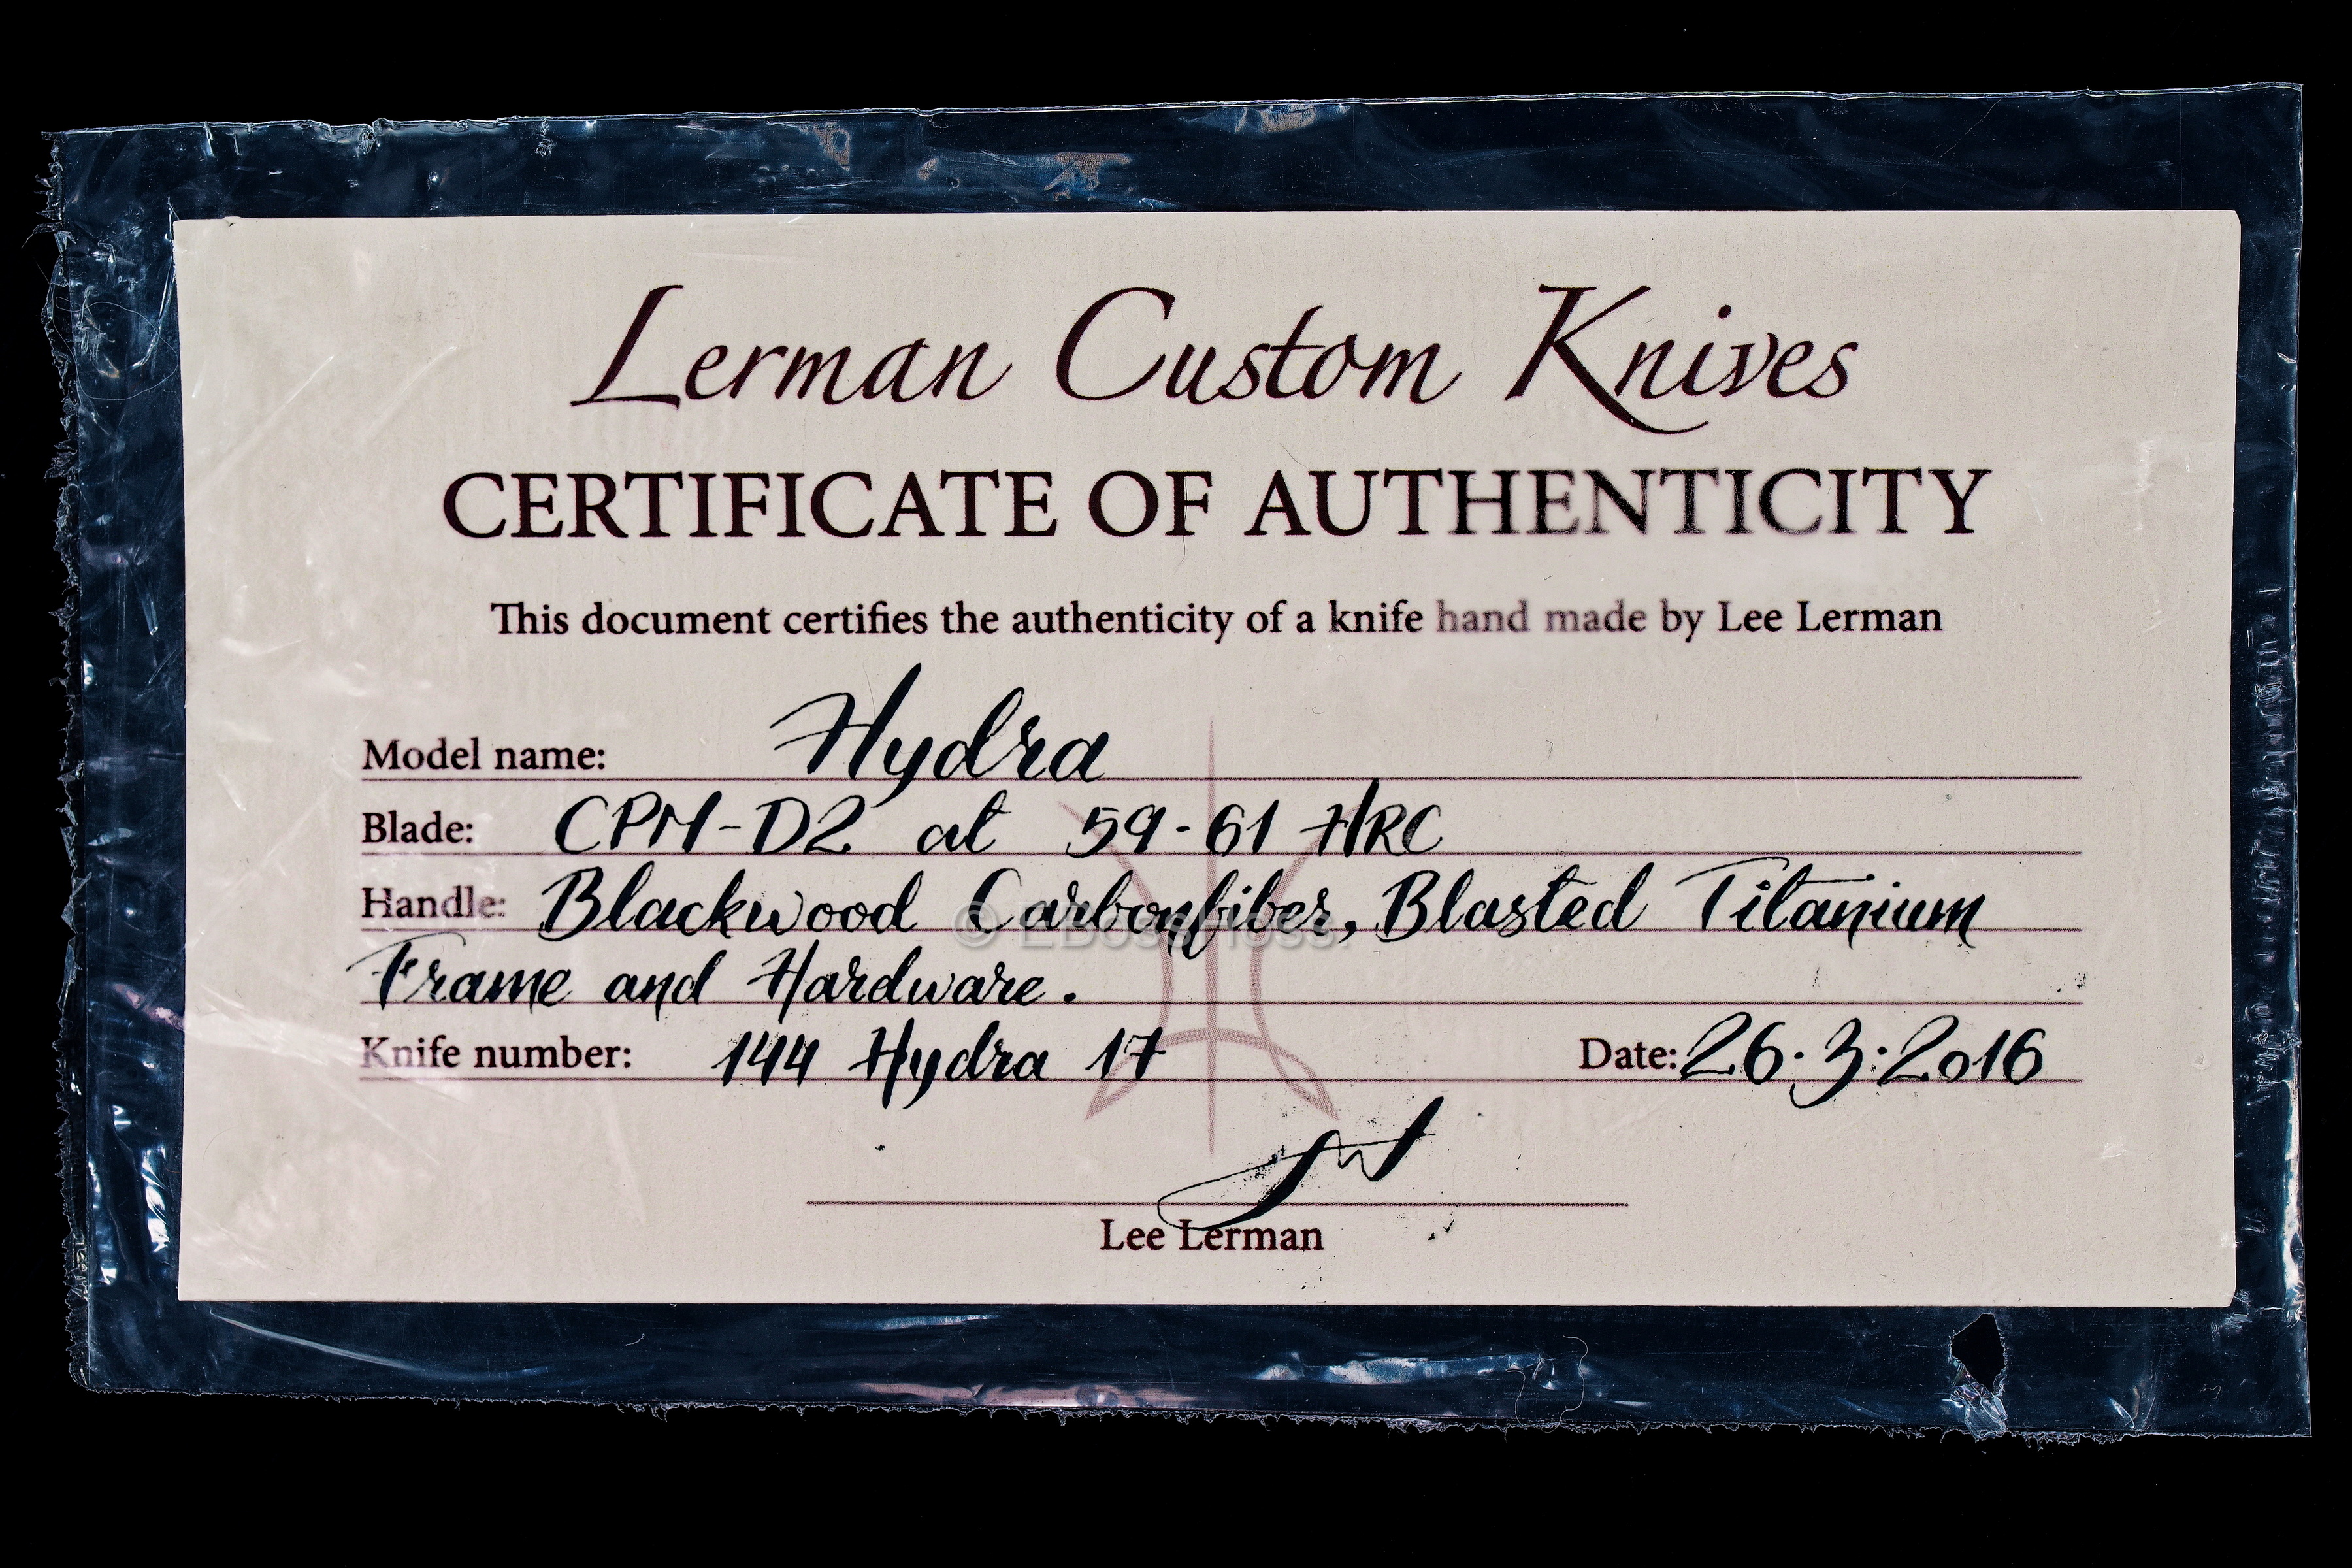 Lerman Custom Knives
CERTIFICATE OF AUTHENTICITY
This document certifies the authenticity of a knife hand made by Lee Lerman
Model name: Hydra
Blade: CPM-D2 at 59-61 HRC
Handle: Blackwood Carbonfiber, Blasted Titanium
© EBossHoss
Frame and Hardware.
Knife number: 144 Hydra 17 Date: 26.3.2016
Lee Lerman